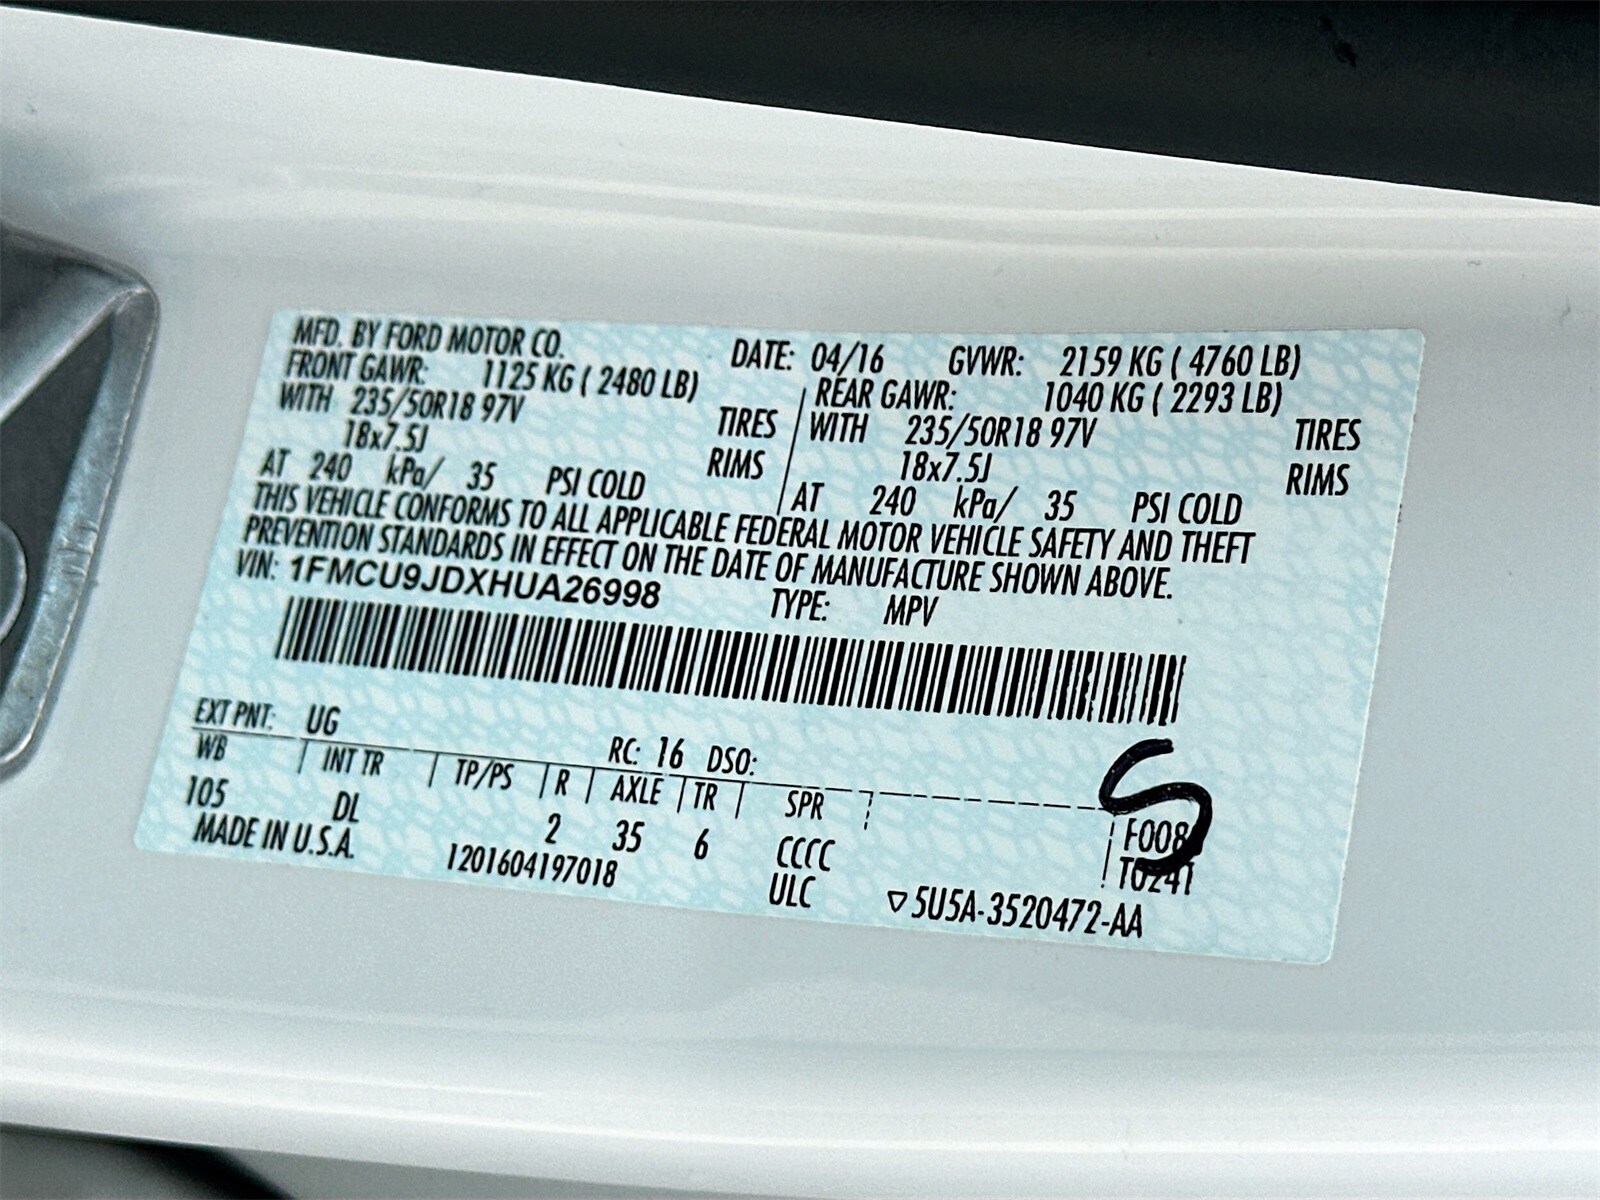 MFD. BY FORD MOTOR CO. DATE: 04/16 GVWR: 2159 KG ( 4760 LB)
FRONT GAWR: 1125 KG ( 2480 LB) REAR GAWR: 1040 KG ( 2293 LB)
WITH 235/50R18 97V TIRES WITH 235/50R18 97V TIRES
18x7.5J RIMS 18x7.5J RIMS
AT 240 kPa/ 35 PSI COLD AT 240 kPa/ 35 PSI COLD
THIS VEHICLE CONFORMS TO ALL APPLICABLE FEDERAL MOTOR VEHICLE SAFETY AND THEFT
PREVENTION STANDARDS IN EFFECT ON THE DATE OF MANUFACTURE SHOWN ABOVE.
VIN: 1FMCU9JDXHUA26998 TYPE: MPV
EXT PNT: UG RC: 16 DSO:
WB INT TR TP/PS R AXLE TR SPR
105 DL 2 35 6 CCCC
MADE IN U.S.A. 1201604197018 ULC ▽5U5A-3520472-AA
T0241
S